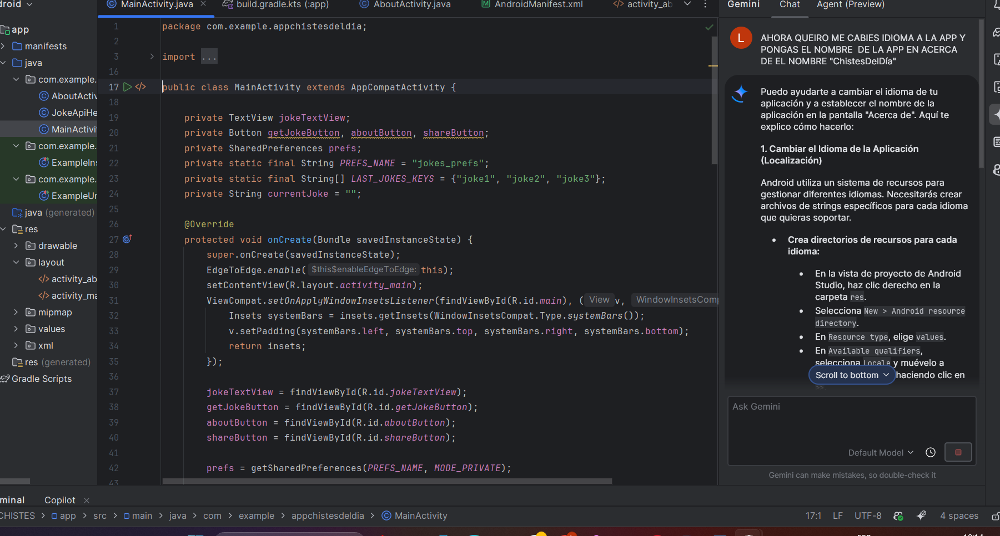 droid
MainActivity.java
build.gradle.kts (:app)
AboutActivity.java
AndroidManifest.xml
activity_ab
Gemini
Chat
Agent (Preview)
app
manifests
java
com.example.
AboutActiv
JokeApiHe
MainActivit
com.example.
ExampleIns
com.example.
ExampleUn
java (generated)
res
drawable
layout
activity_ab
activity_ma
mipmap
values
xml
res (generated)
Gradle Scripts
1 package com.example.appchistesdeldia;
2
3 import ...
16
17 public class MainActivity extends AppCompatActivity {
18
19 private TextView jokeTextView;
20 private Button getJokeButton, aboutButton, shareButton;
21 private SharedPreferences prefs;
22 private static final String PREFS_NAME = "jokes_prefs";
23 private static final String[] LAST_JOKES_KEYS = {"joke1", "joke2", "joke3"};
24 private String currentJoke = "";
25
26 @Override
27 protected void onCreate(Bundle savedInstanceState) {
28 super.onCreate(savedInstanceState);
29 EdgeToEdge.enable( $this$enableEdgeToEdge: this);
30 setContentView(R.layout.activity_main);
31 ViewCompat.setOnApplyWindowInsetsListener(findViewById(R.id.main), ( View v, WindowInsetsComp
32 Insets systemBars = insets.getInsets(WindowInsetsCompat.Type.systemBars());
33 v.setPadding(systemBars.left, systemBars.top, systemBars.right, systemBars.bottom);
34 return insets;
35 });
36
37 jokeTextView = findViewById(R.id.jokeTextView);
38 getJokeButton = findViewById(R.id.getJokeButton);
39 aboutButton = findViewById(R.id.aboutButton);
40 shareButton = findViewById(R.id.shareButton);
41
42 prefs = getSharedPreferences(PREFS_NAME, MODE_PRIVATE);
43
L
AHORA QUEIRO ME CABIES IDIOMA A LA APP Y
PONGAS EL NOMBRE DE LA APP EN ACERCA
DE EL NOMBRE "ChistesDelDía"
Puedo ayudarte a cambiar el idioma de tu
aplicación y a establecer el nombre de la
aplicación en la pantalla "Acerca de". Aquí te
explico cómo hacerlo:
1. Cambiar el Idioma de la Aplicación
(Localización)
Android utiliza un sistema de recursos para
gestionar diferentes idiomas. Necesitarás crear
archivos de strings específicos para cada idioma
que quieras soportar.
• Crea directorios de recursos para cada
idioma:
• En la vista de proyecto de Android
Studio, haz clic derecho en la
carpeta res.
• Selecciona New > Android resource
directory.
• En Resource type, elige values.
• En Available qualifiers,
selecciona Locale y muévelo a
haciendo clic en
>>
Scroll to bottom
Ask Gemini
Default Model
Gemini can make mistakes, so double-check it
minal
Copilot
CHISTES > app > src > main > java > com > example > appchistesdeldia > MainActivity
17:1 LF UTF-8 4 spaces